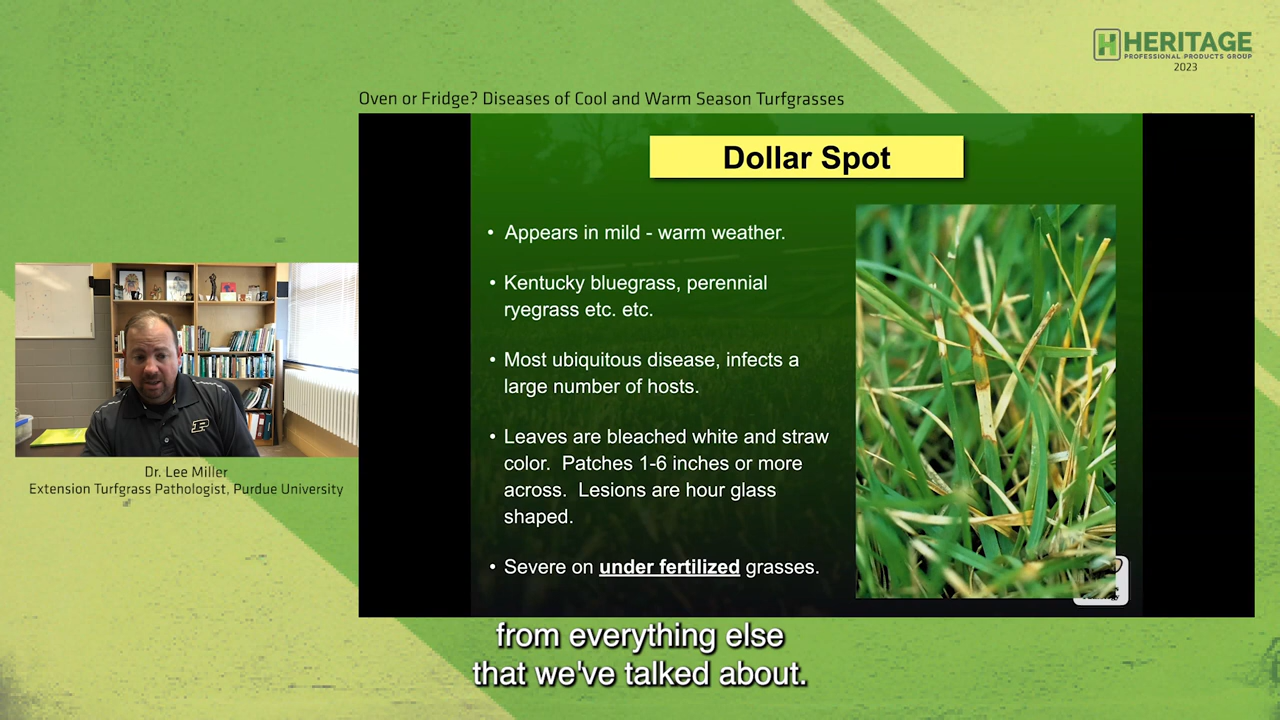 HERITAGE
PROFESSIONAL PRODUCTS GROUP
2023
Oven or Fridge? Diseases of Cool and Warm Season Turfgrasses
Dollar Spot
• Appears in mild - warm weather.
• Kentucky bluegrass, perennial
ryegrass etc. etc.
• Most ubiquitous disease, infects a
large number of hosts.
• Leaves are bleached white and straw
color. Patches 1-6 inches or more
across. Lesions are hour glass
shaped.
• Severe on under fertilized grasses.
P
Dr. Lee Miller
Extension Turfgrass Pathologist, Purdue University
from everything else
that we've talked about.